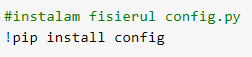 #instalam fisierul config.py
!pip install config